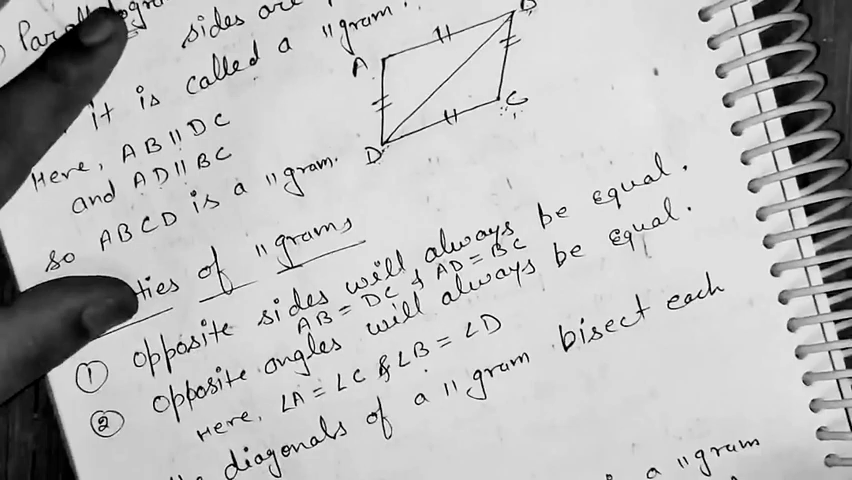 sides are
it is called a "gram.
Here, AB || DC
and AD || BC
So ABCD is a "gram.
A
B
C
D
of "grams
① Opposite sides will always be equal.
AB = DC & AD = BC
② Opposite angles will always be equal.
Here, ∠A = ∠C & ∠B = ∠D
diagonals of a "gram bisect each
a "gram